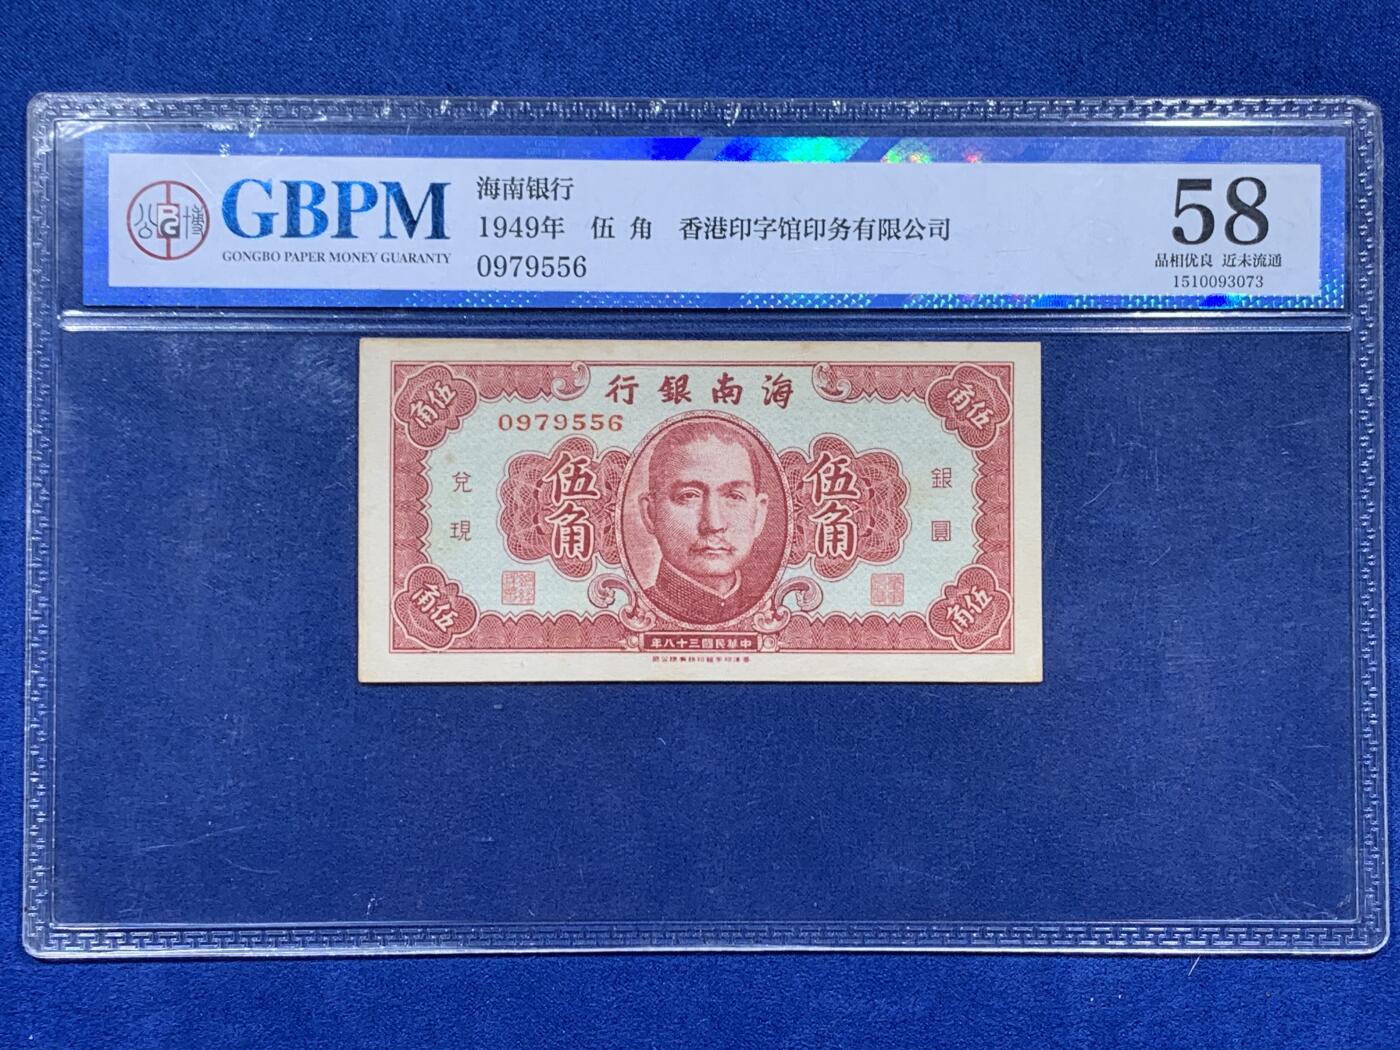 海南银行
GBPM
1949年 伍 角 香港印字馆印务有限公司
GONGBO PAPER MONEY GUARANTY
0979556
58
品相优良 近未流通
1510093073
行銀南海
0979556
伍角
伍角
兌現
伍角
伍角
銀圓
伍角
伍角
年八十三國民華中